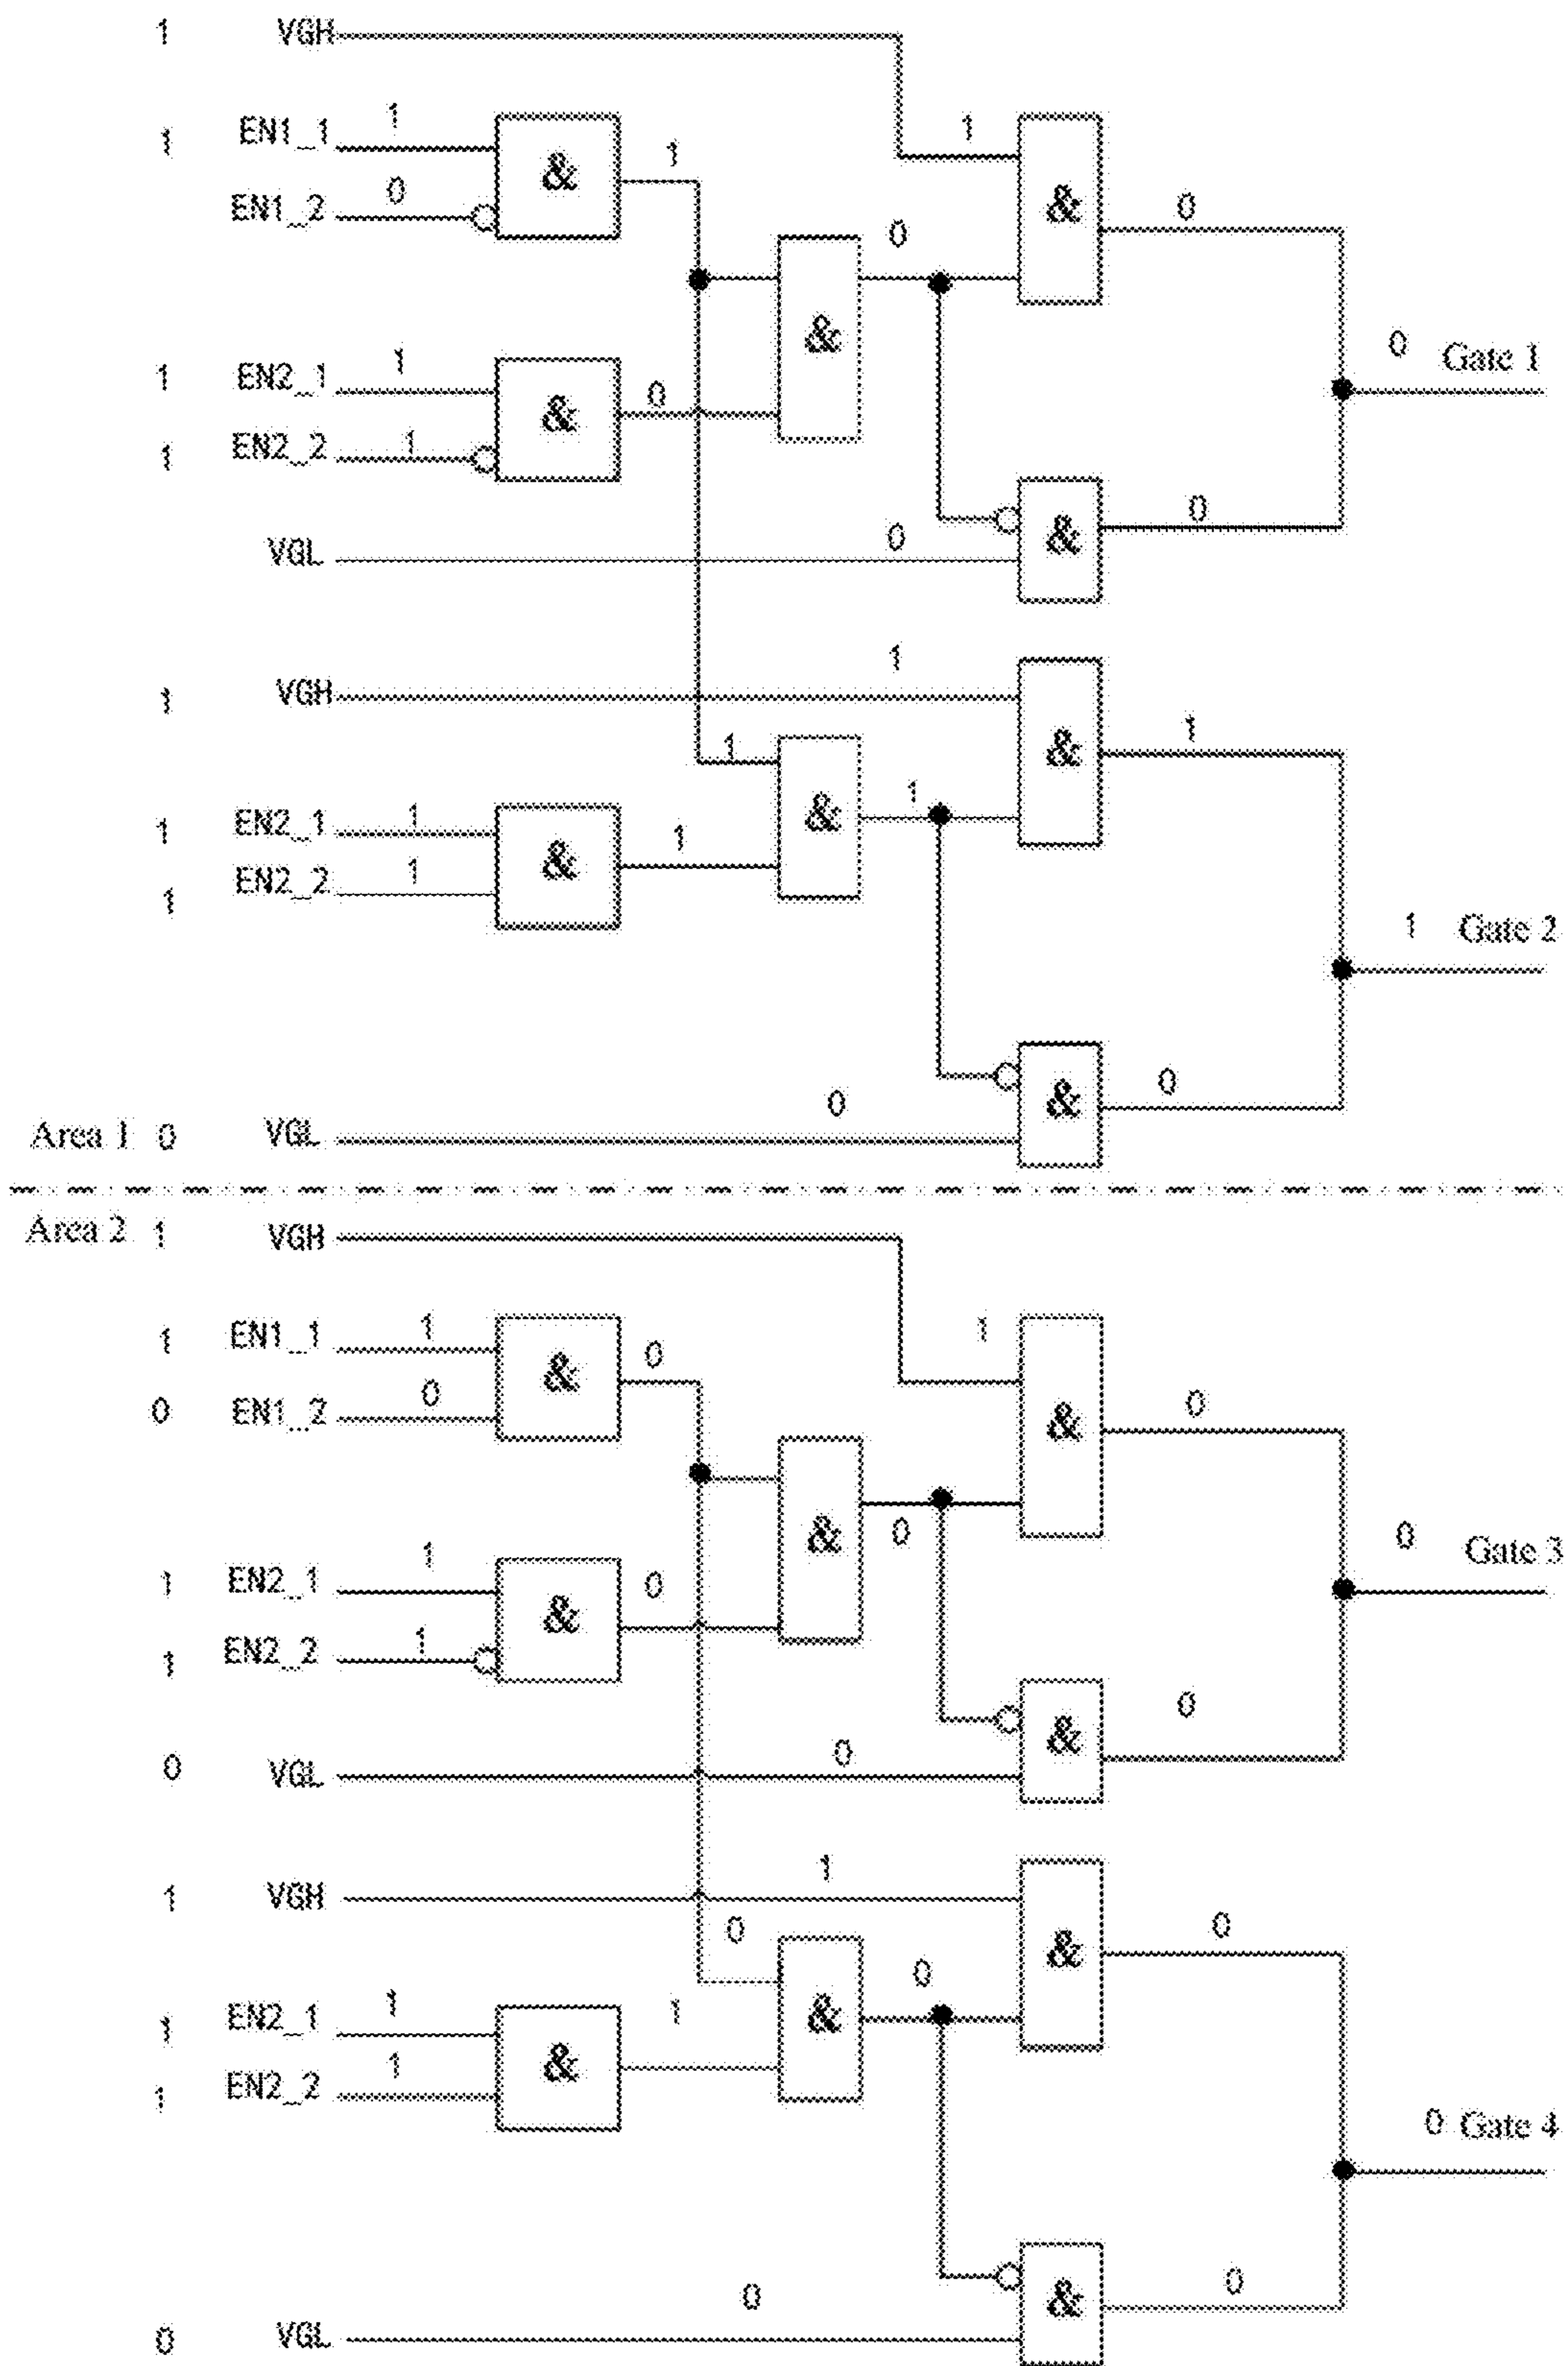 1 VGH
1 EN1_1 1 & 1 1 &
EN1_2 0 0 0
& 0 Gate 1
1 EN2_1 1 & 0
1 EN2_2 1
VGL 0 & 0
1 VGH 1 & 1
1 & 1
1 EN2_1 1 & 1
1 EN2_2 1
1 Gate 2
& 0
Area 1 0 VGL 0
Area 2 1 VGH
1 EN1_1 1 & 0 1 &
0 EN1_2 0 0
& 0 0 Gate 3
1 EN2_1 1 & 0
1 EN2_2 1
& 0
0 VGL 0
1 VGH 1 & 0
0 & 0
1 EN2_1 1 & 1
1 EN2_2 1
0 Gate 4
& 0
0 VGL 0